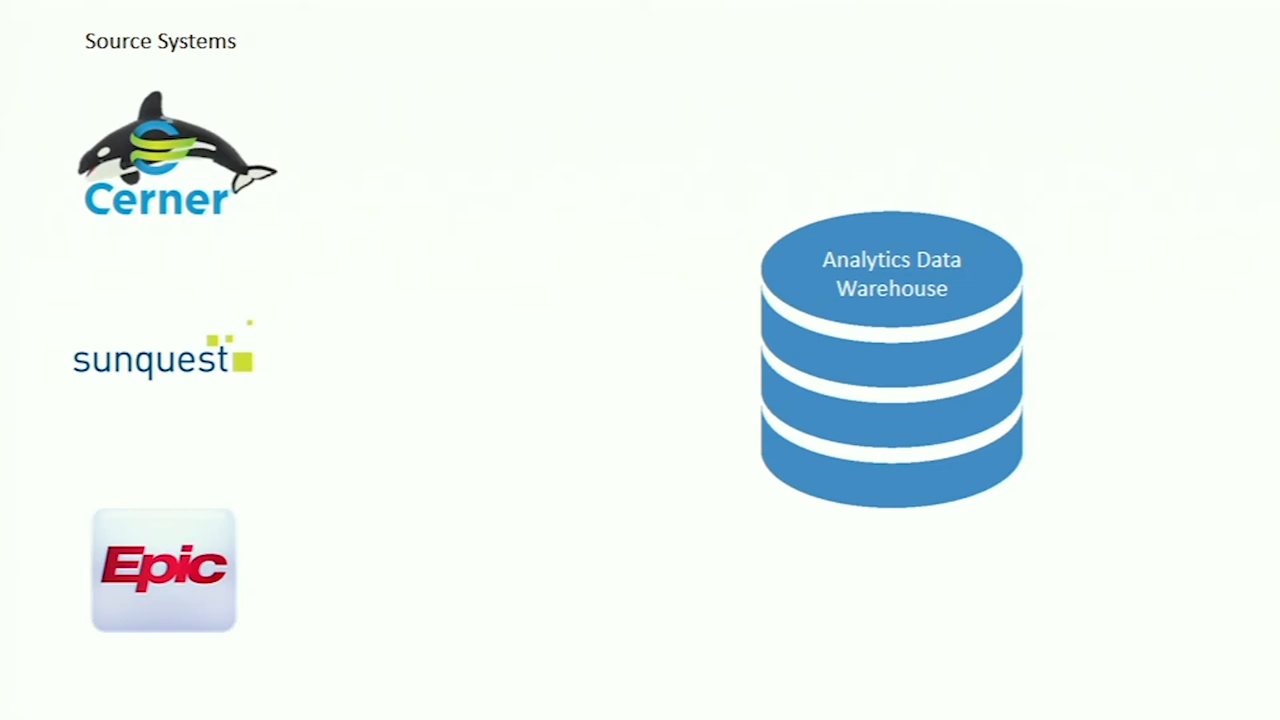 Source Systems
Cerner
sunquest
Epic
Analytics Data
Warehouse